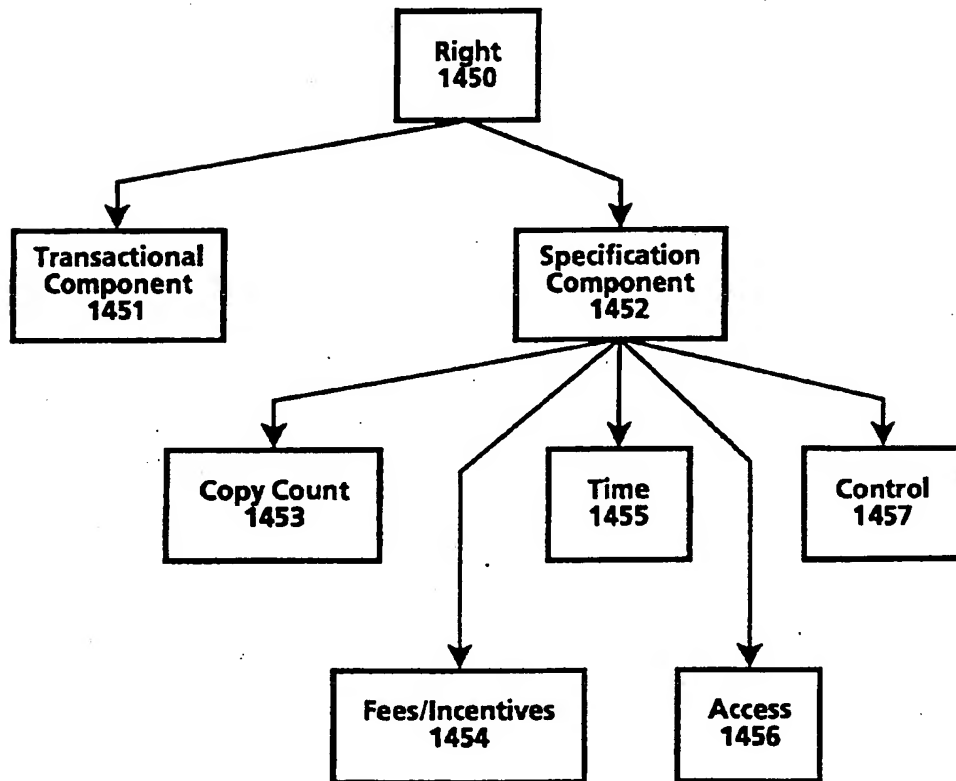 Right
1450
Transactional
Component
1451
Specification
Component
1452
Copy Count
1453
Time
1455
Control
1457
Fees/Incentives
1454
Access
1456